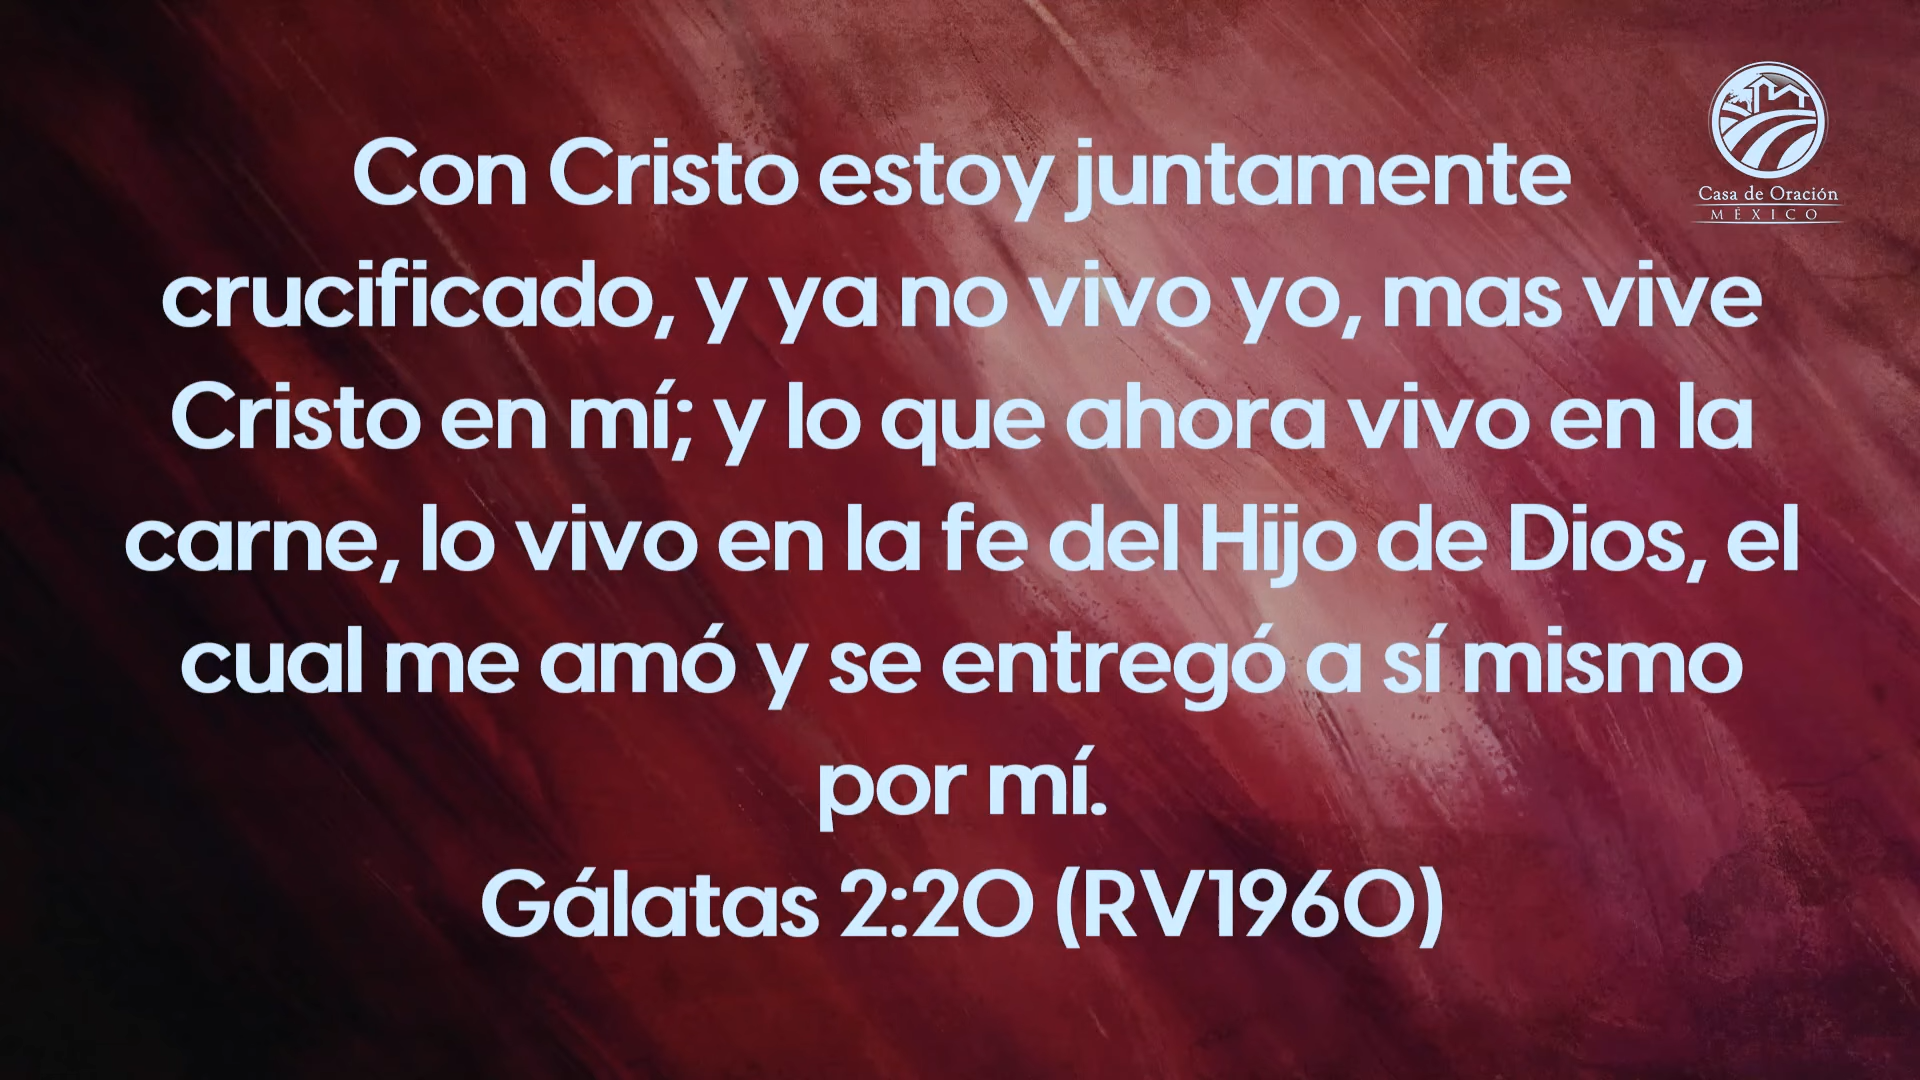 Con Cristo estoy juntamente
crucificado, y ya no vivo yo, mas vive
Cristo en mí; y lo que ahora vivo en la
carne, lo vivo en la fe del Hijo de Dios, el
cual me amó y se entregó a sí mismo
por mí.
Gálatas 2:20 (RV1960)
Casa de Oración
MÉXICO